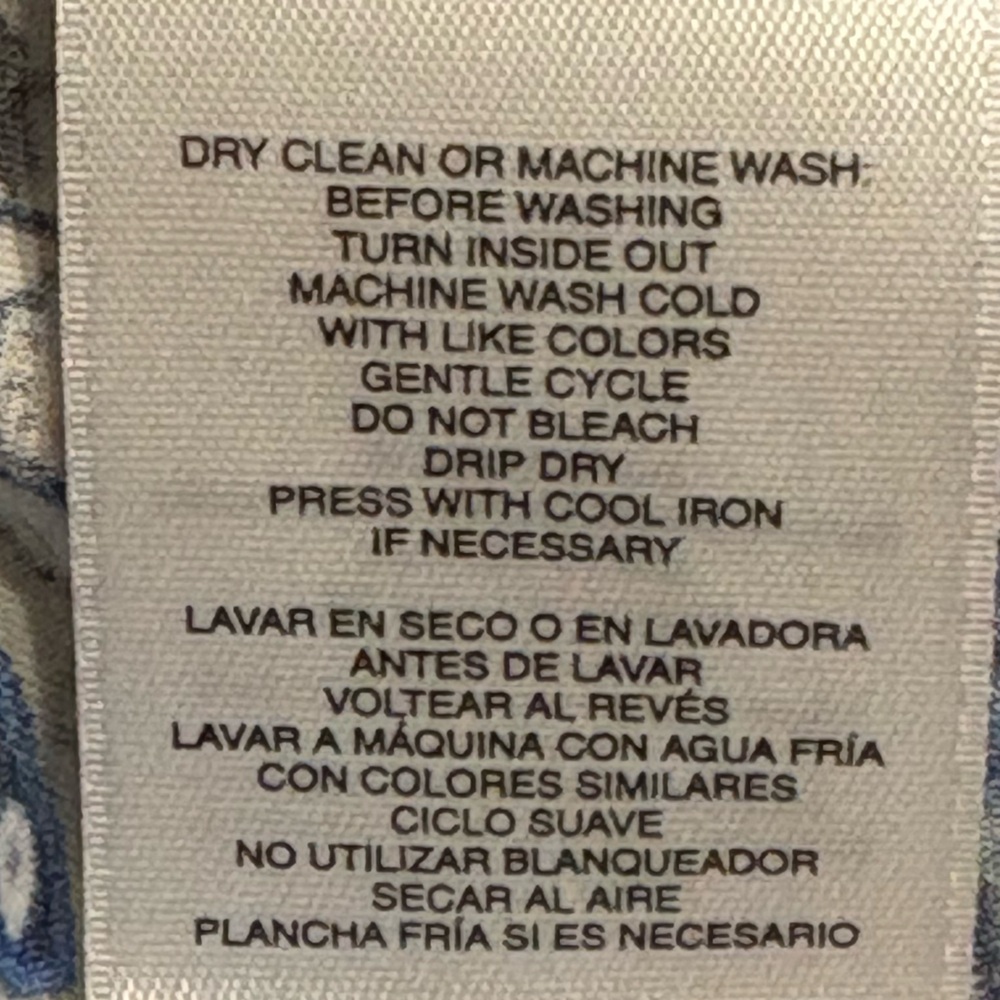 DRY CLEAN OR MACHINE WASH:
BEFORE WASHING
TURN INSIDE OUT
MACHINE WASH COLD
WITH LIKE COLORS
GENTLE CYCLE
DO NOT BLEACH
DRIP DRY
PRESS WITH COOL IRON
IF NECESSARY
LAVAR EN SECO O EN LAVADORA
ANTES DE LAVAR
VOLTEAR AL REVÉS
LAVAR A MÁQUINA CON AGUA FRÍA
CON COLORES SIMILARES
CICLO SUAVE
NO UTILIZAR BLANQUEADOR
SECAR AL AIRE
PLANCHA FRÍA SI ES NECESARIO